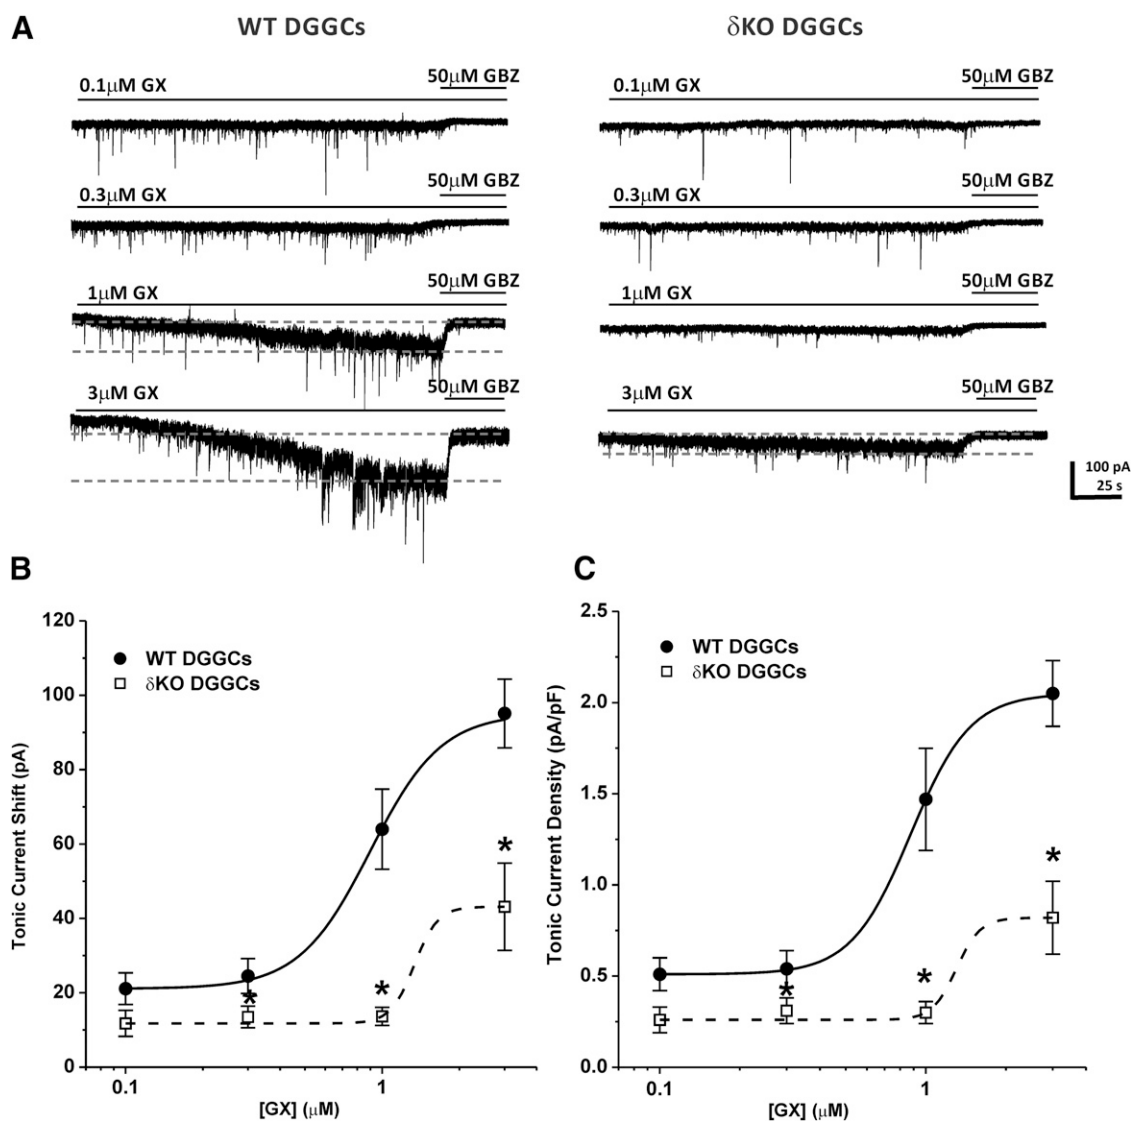 A
WT DGGCs
δKO DGGCs
0.1μM GX
50μM GBZ
0.1μM GX
50μM GBZ
0.3μM GX
50μM GBZ
0.3μM GX
50μM GBZ
1μM GX
50μM GBZ
1μM GX
50μM GBZ
3μM GX
50μM GBZ
3μM GX
50μM GBZ
100 pA
25 s
B
Tonic Current Shift (pA)
120
100
80
60
40
20
0
WT DGGCs
δKO DGGCs
*
*
*
0.1
1
[GX] (μM)
C
Tonic Current Density (pA/pF)
2.5
2.0
1.5
1.0
0.5
0.0
WT DGGCs
δKO DGGCs
*
*
*
0.1
1
[GX] (μM)